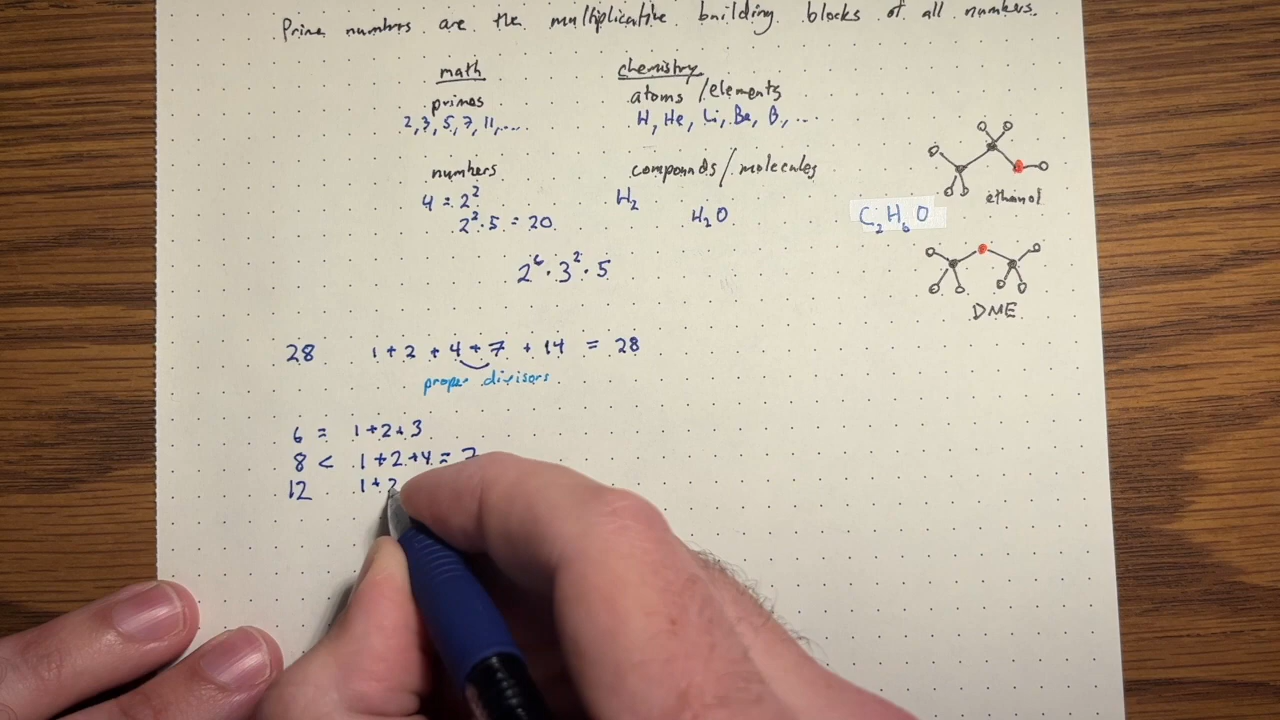 Prime numbers are the multiplicative building blocks of all numbers.
math chemistry
primes atoms/elements
2, 3, 5, 7, 11, .... H, He, Li, Be, B, ...
numbers compounds/molecules
4 = 2² H₂ ethanol
2²·5 = 20 H₂O C₂H₆O
2⁶·3²·5
DME
28 1+2+4+7+14 = 28
proper divisors
6 = 1+2+3
8 < 1+2+4 = 7
12 1+2